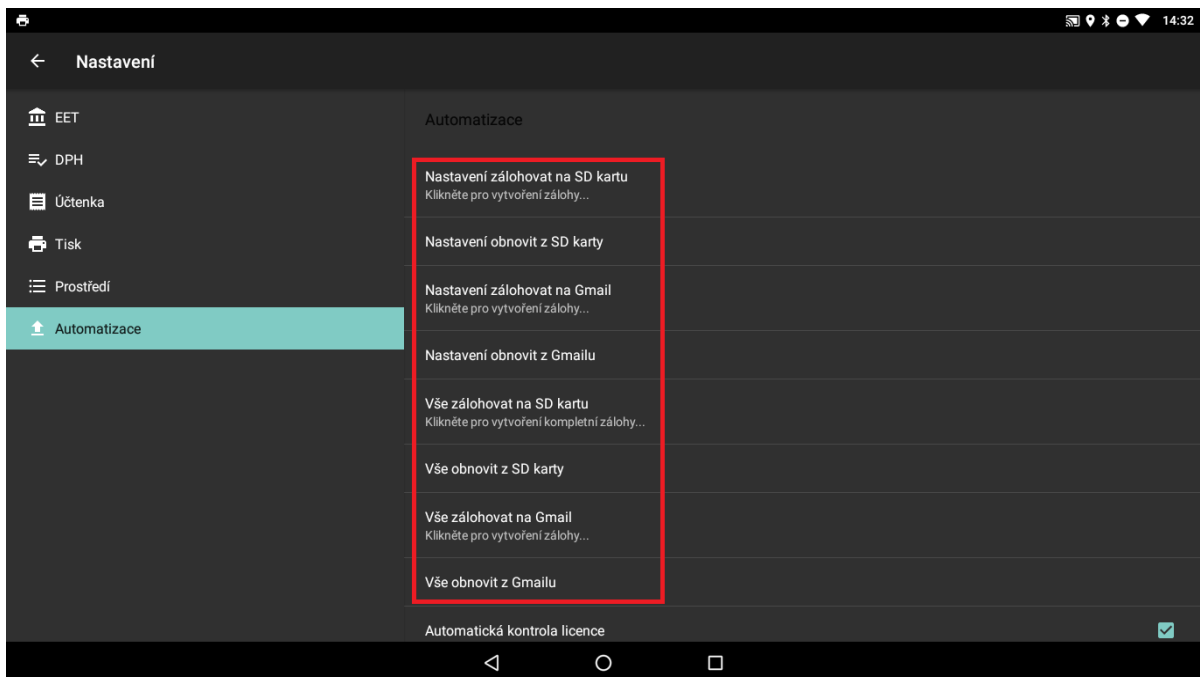 14:32
Nastavení
EET
DPH
Účtenka
Tisk
Prostředí
Automatizace
Automatizace
Nastavení zálohovat na SD kartu
Klikněte pro vytvoření zálohy...
Nastavení obnovit z SD karty
Nastavení zálohovat na Gmail
Klikněte pro vytvoření zálohy...
Nastavení obnovit z Gmailu
Vše zálohovat na SD kartu
Klikněte pro vytvoření kompletní zálohy...
Vše obnovit z SD karty
Vše zálohovat na Gmail
Klikněte pro vytvoření zálohy...
Vše obnovit z Gmailu
Automatická kontrola licence